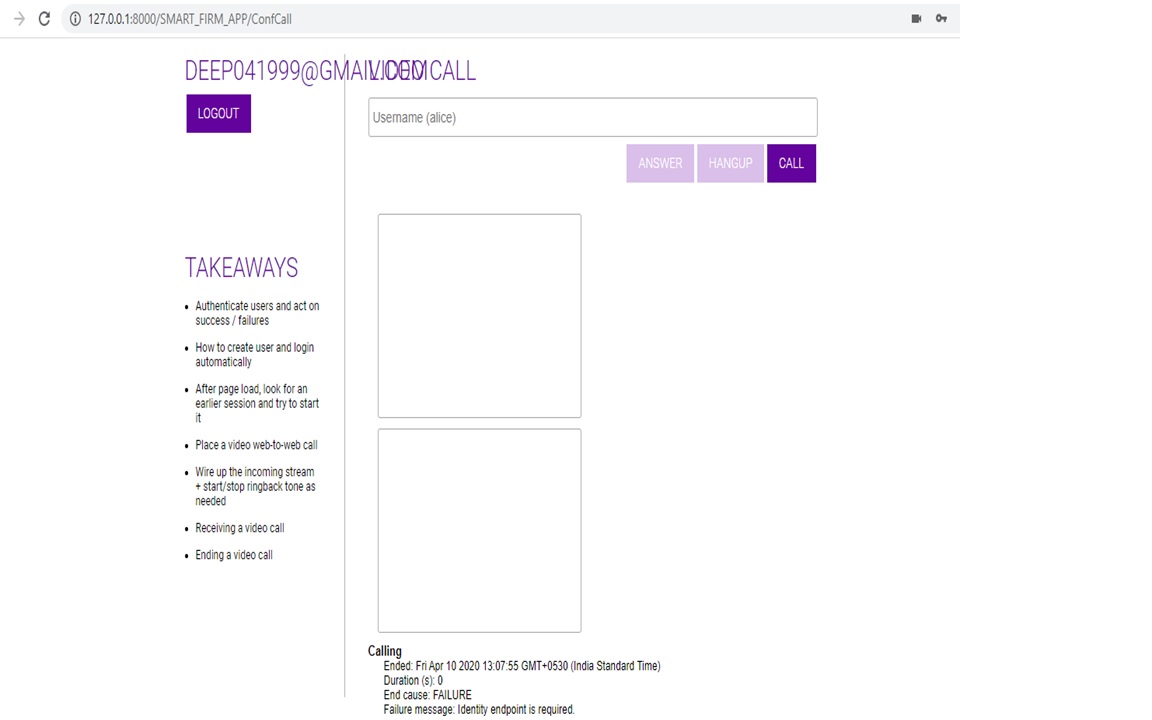 127.0.0.1:8000/SMART_FIRM_APP/ConfCall
DEEP041999@GMAIL.COM
LOGOUT
VIDEO CALL
Username (alice)
ANSWER HANGUP CALL
TAKEAWAYS
Authenticate users and act on
success / failures
How to create user and login
automatically
After page load, look for an
earlier session and try to start
it
Place a video web-to-web call
Wire up the incoming stream
+ start/stop ringback tone as
needed
Receiving a video call
Ending a video call
Calling
Ended: Fri Apr 10 2020 13:07:55 GMT+0530 (India Standard Time)
Duration (s): 0
End cause: FAILURE
Failure message: Identity endpoint is required.